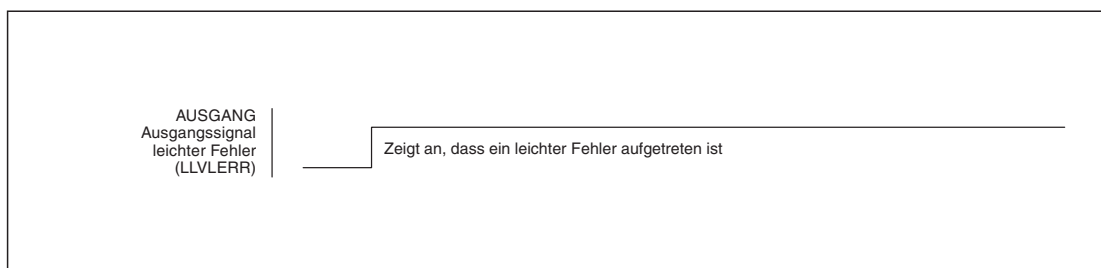 AUSGANG
Ausgangssignal
leichter Fehler
(LLVLERR)
Zeigt an, dass ein leichter Fehler aufgetreten ist